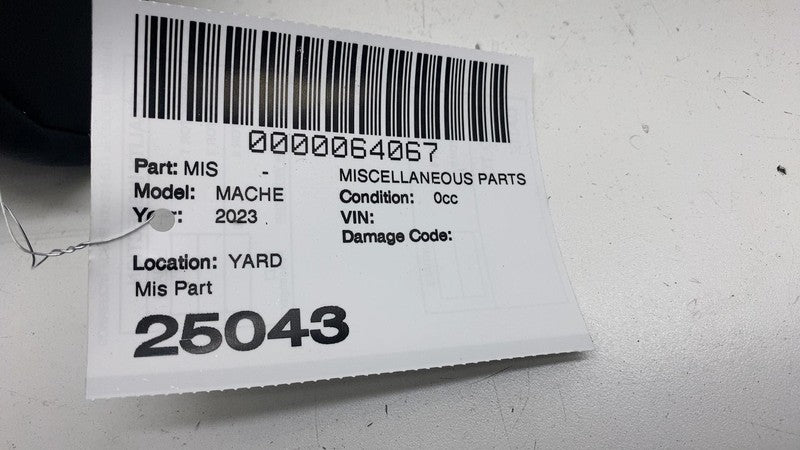 0000064067
Part: MIS - MISCELLANEOUS PARTS
Model: MACHE Condition: 0cc
Year: 2023 VIN:
Damage Code:
Location: YARD
Mis Part
25043